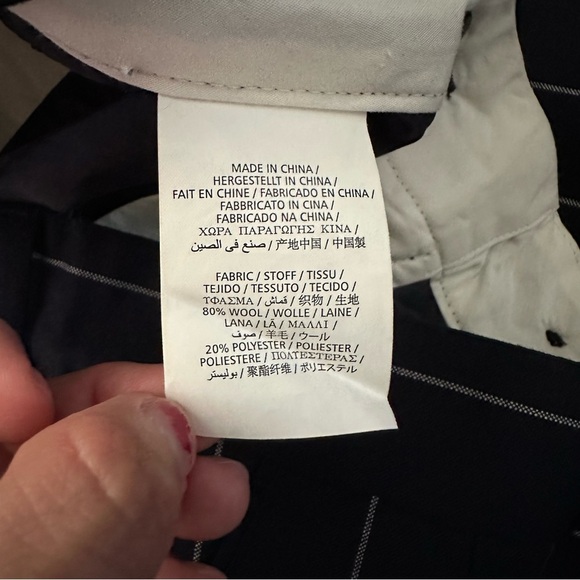 MADE IN CHINA /
HERGESTELLT IN CHINA /
FAIT EN CHINE / FABRICADO EN CHINA /
FABBRICATO IN CINA /
FABRICADO NA CHINA /
ΧΩΡΑ ΠΑΡΑΓΩΓΗΣ ΚΙΝΑ /
صنع في الصين / 产地中国 / 中国製
FABRIC / STOFF / TISSU /
TEJIDO / TESSUTO / TECIDO /
ΥΦΑΣΜΑ / قماش / 织物 / 生地
80% WOOL / WOLLE / LAINE /
LANA / LÃ / ΜΑΛΛΙ /
صوف / 羊毛 / ウール
20% POLYESTER / POLIESTER /
POLIESTERE / ΠΟΛΥΕΣΤΕΡΑΣ /
بوليستر / 聚酯纤维 / ポリエステル